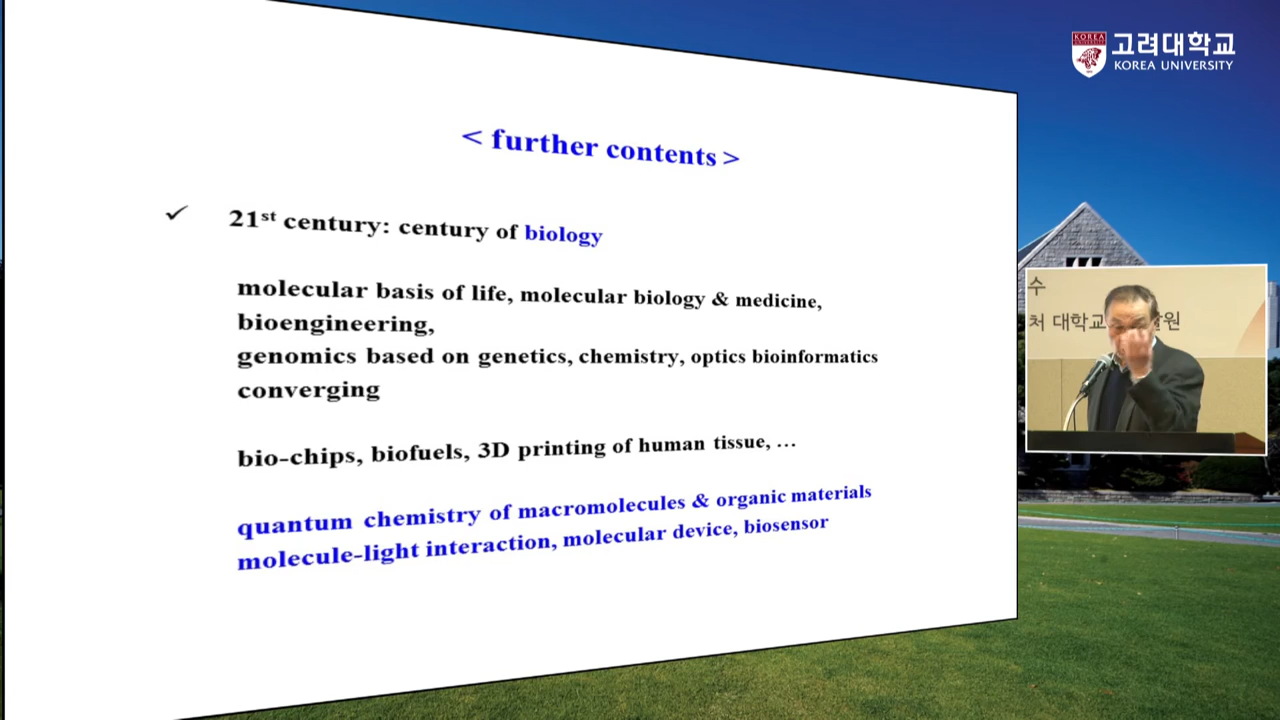 고려대학교
KOREA UNIVERSITY
KOREA
< further contents >
✓ 21st century: century of biology
molecular basis of life, molecular biology & medicine,
bioengineering,
genomics based on genetics, chemistry, optics bioinformatics
converging
bio-chips, biofuels, 3D printing of human tissue, …
quantum chemistry of macromolecules & organic materials
molecule-light interaction, molecular device, biosensor
수
처 대학교
원